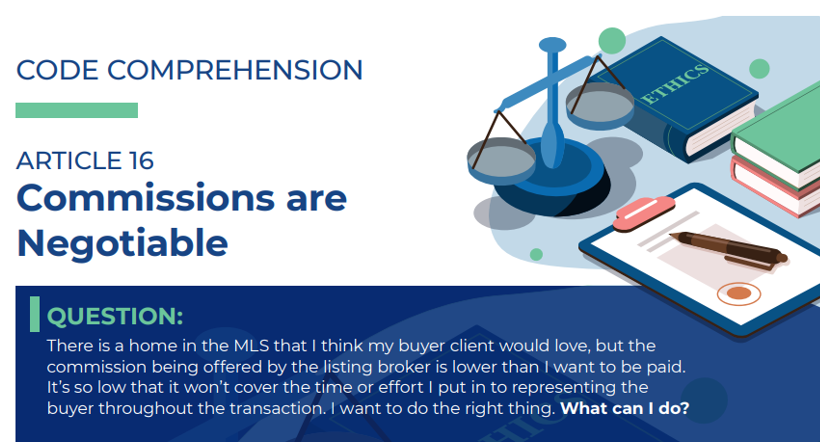 CODE COMPREHENSION
ETHICS
ARTICLE 16
Commissions are
Negotiable
QUESTION:
There is a home in the MLS that I think my buyer client would love, but the
commission being offered by the listing broker is lower than I want to be paid.
It's so low that it won't cover the time or effort I put in to representing the
buyer throughout the transaction. I want to do the right thing. What can I do?